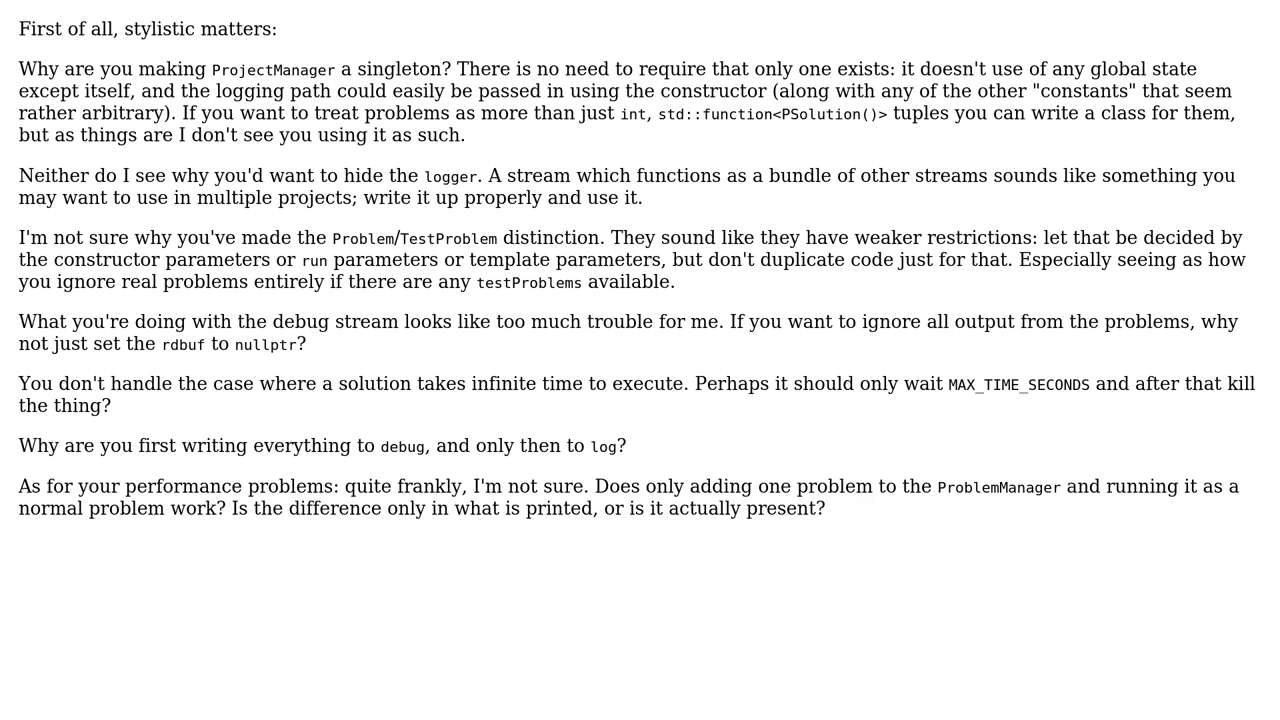 First of all, stylistic matters:
Why are you making ProjectManager a singleton? There is no need to require that only one exists: it doesn't use of any global state
except itself, and the logging path could easily be passed in using the constructor (along with any of the other "constants" that seem
rather arbitrary). If you want to treat problems as more than just int, std::function<PSolution()> tuples you can write a class for them,
but as things are I don't see you using it as such.
Neither do I see why you'd want to hide the logger. A stream which functions as a bundle of other streams sounds like something you
may want to use in multiple projects; write it up properly and use it.
I'm not sure why you've made the Problem/TestProblem distinction. They sound like they have weaker restrictions: let that be decided by
the constructor parameters or run parameters or template parameters, but don't duplicate code just for that. Especially seeing as how
you ignore real problems entirely if there are any testProblems available.
What you're doing with the debug stream looks like too much trouble for me. If you want to ignore all output from the problems, why
not just set the rdbuf to nullptr?
You don't handle the case where a solution takes infinite time to execute. Perhaps it should only wait MAX_TIME_SECONDS and after that kill
the thing?
Why are you first writing everything to debug, and only then to log?
As for your performance problems: quite frankly, I'm not sure. Does only adding one problem to the ProblemManager and running it as a
normal problem work? Is the difference only in what is printed, or is it actually present?